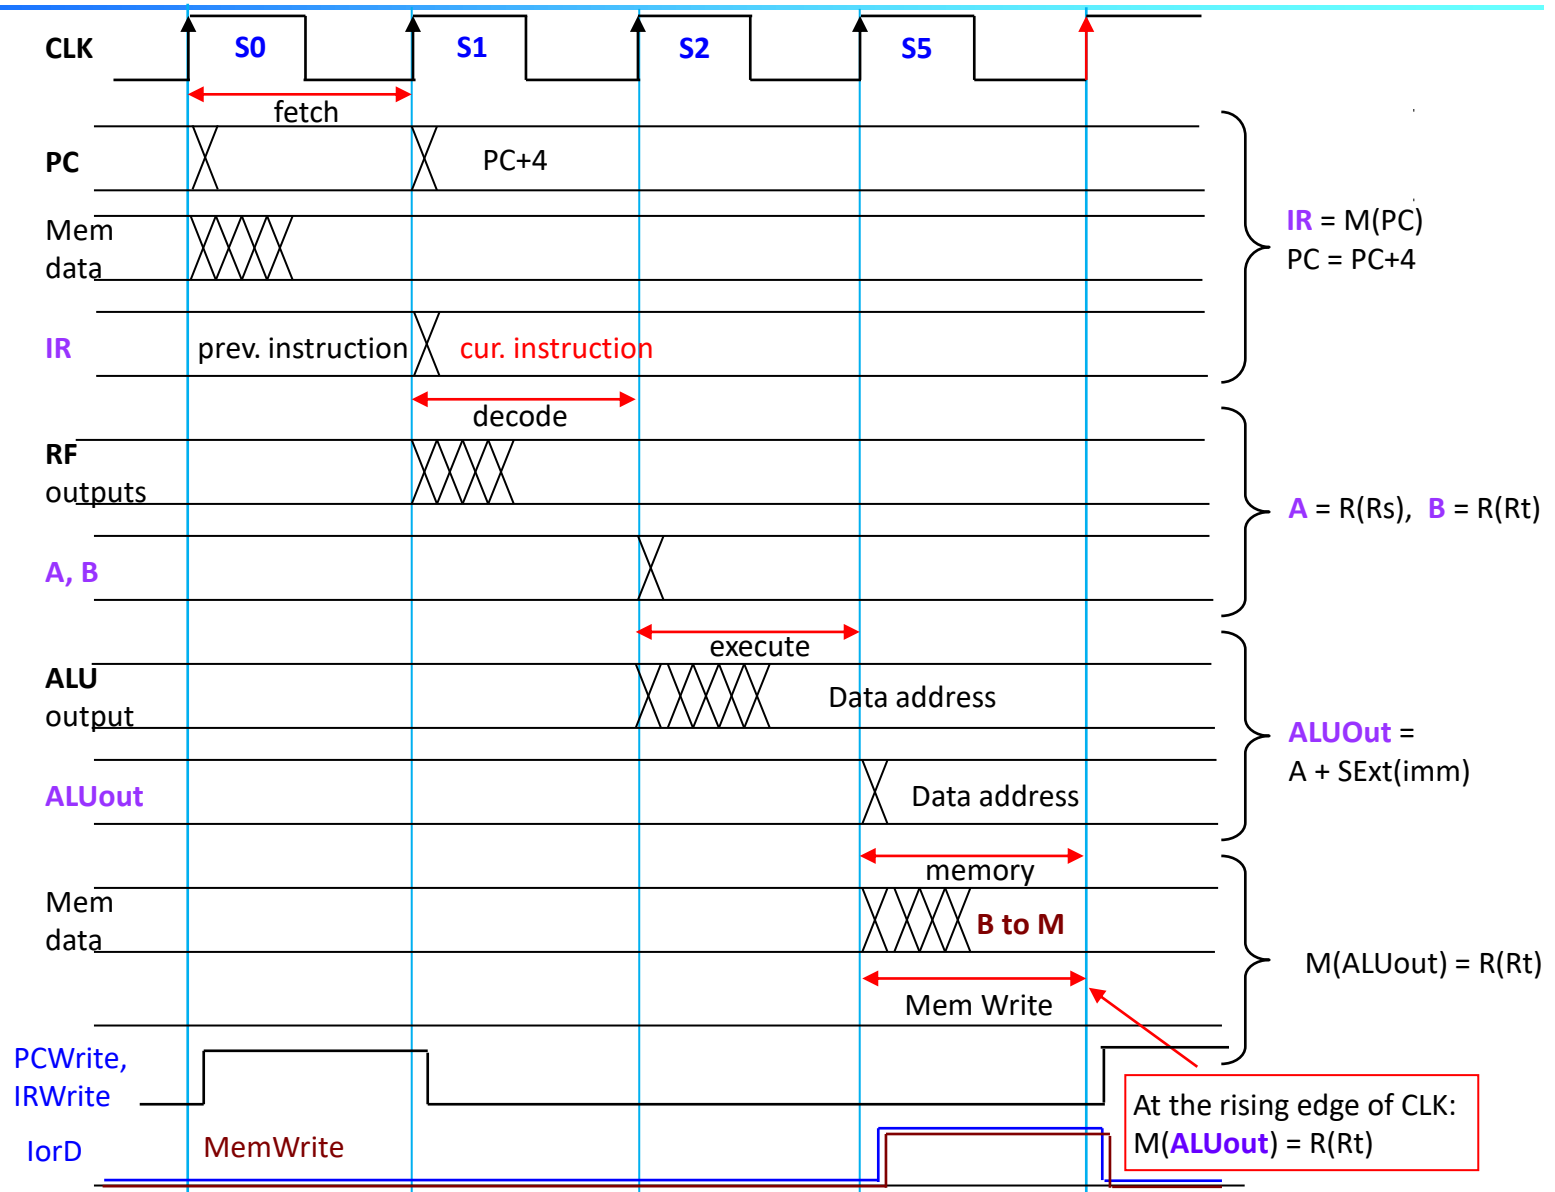 CLK
S0
S1
S2
S5
fetch
PC
PC+4
Mem
data
IR = M(PC)
PC = PC+4
IR
prev. instruction
cur. instruction
decode
RF
outputs
A = R(Rs), B = R(Rt)
A, B
execute
ALU
output
Data address
ALUOut =
A + SExt(imm)
ALUout
Data address
memory
Mem
data
B to M
M(ALUout) = R(Rt)
Mem Write
PCWrite,
IRWrite
At the rising edge of CLK:
M(ALUout) = R(Rt)
IorD
MemWrite